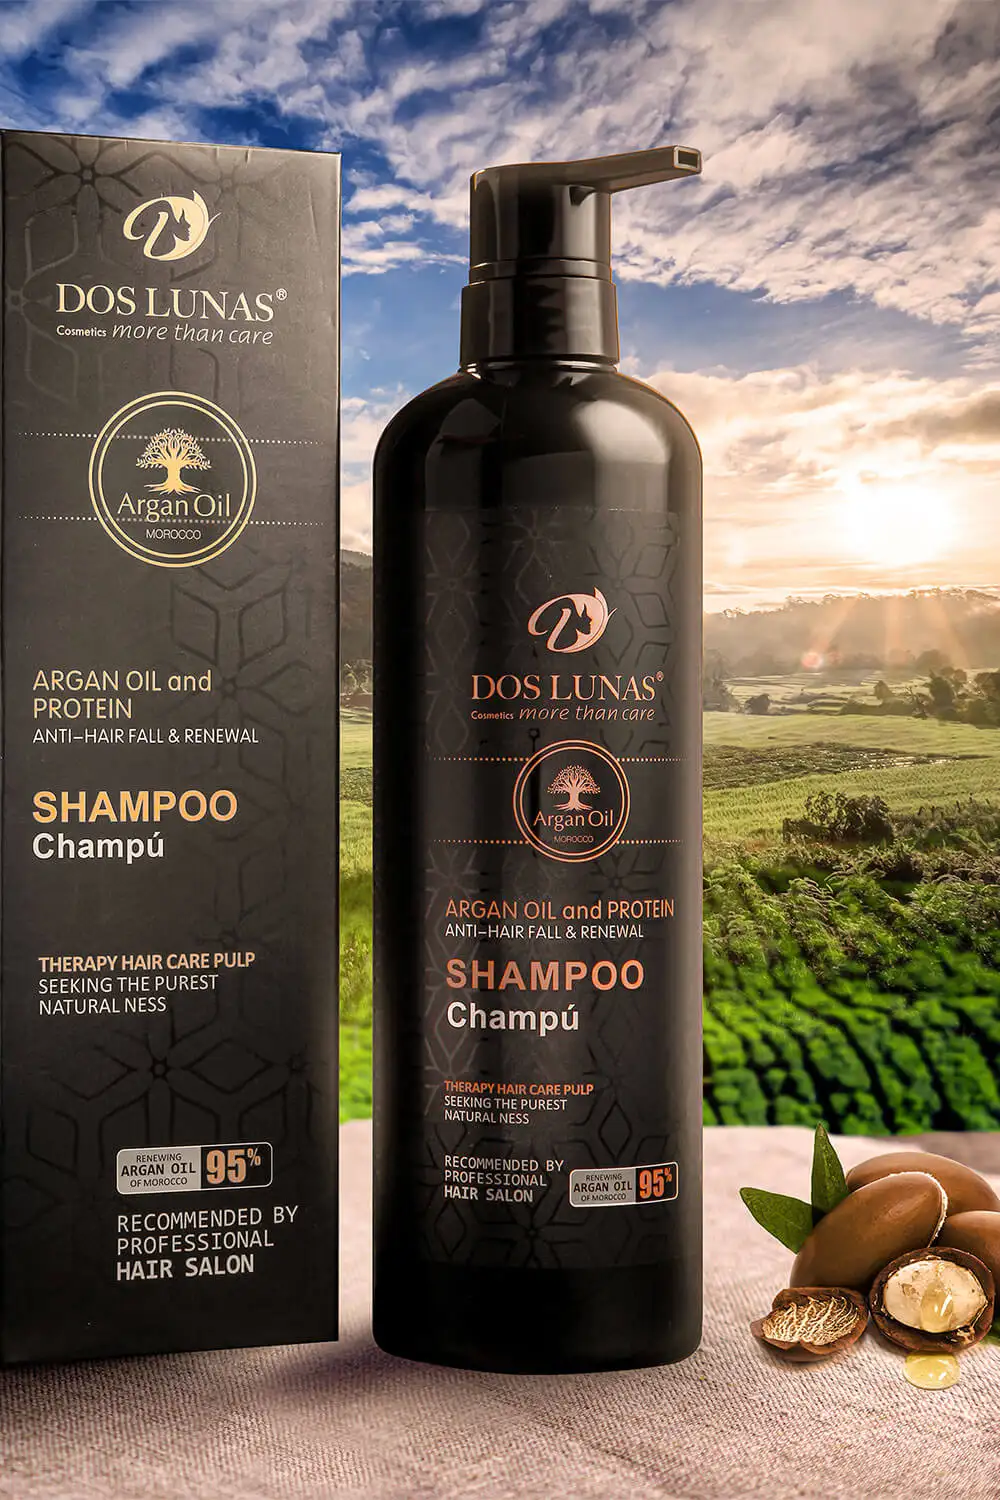 DOS LUNAS®
Cosmetics more than care
Argan Oil
MOROCCO
ARGAN OIL and
PROTEIN
ANTI-HAIR FALL & RENEWAL
SHAMPOO
Champú
THERAPY HAIR CARE PULP
SEEKING THE PUREST
NATURAL NESS
RENEWING
ARGAN OIL
OF MOROCCO
95%
RECOMMENDED BY
PROFESSIONAL
HAIR SALON
DOS LUNAS®
Cosmetics more than care
Argan Oil
MOROCCO
ARGAN OIL and PROTEIN
ANTI-HAIR FALL & RENEWAL
SHAMPOO
Champú
THERAPY HAIR CARE PULP
SEEKING THE PUREST
NATURAL NESS
RECOMMENDED BY
PROFESSIONAL
HAIR SALON
RENEWING
ARGAN OIL
OF MOROCCO
95%